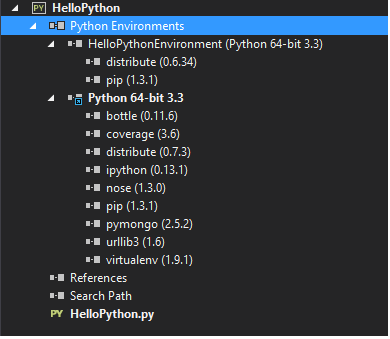 PY HelloPython
Python Environments
HelloPythonEnvironment (Python 64-bit 3.3)
distribute (0.6.34)
pip (1.3.1)
Python 64-bit 3.3
bottle (0.11.6)
coverage (3.6)
distribute (0.7.3)
ipython (0.13.1)
nose (1.3.0)
pip (1.3.1)
pymongo (2.5.2)
urllib3 (1.6)
virtualenv (1.9.1)
References
Search Path
PY HelloPython.py